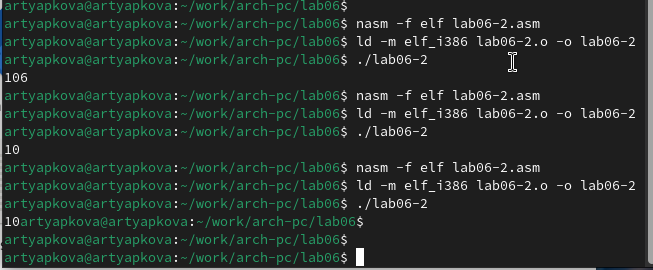 artyapkova@artyapkova:~/work/arch-pc/lab06$
artyapkova@artyapkova:~/work/arch-pc/lab06$ nasm -f elf lab06-2.asm
artyapkova@artyapkova:~/work/arch-pc/lab06$ ld -m elf_i386 lab06-2.o -o lab06-2
artyapkova@artyapkova:~/work/arch-pc/lab06$ ./lab06-2
106
artyapkova@artyapkova:~/work/arch-pc/lab06$ nasm -f elf lab06-2.asm
artyapkova@artyapkova:~/work/arch-pc/lab06$ ld -m elf_i386 lab06-2.o -o lab06-2
artyapkova@artyapkova:~/work/arch-pc/lab06$ ./lab06-2
10
artyapkova@artyapkova:~/work/arch-pc/lab06$ nasm -f elf lab06-2.asm
artyapkova@artyapkova:~/work/arch-pc/lab06$ ld -m elf_i386 lab06-2.o -o lab06-2
artyapkova@artyapkova:~/work/arch-pc/lab06$ ./lab06-2
10artyapkova@artyapkova:~/work/arch-pc/lab06$
artyapkova@artyapkova:~/work/arch-pc/lab06$
artyapkova@artyapkova:~/work/arch-pc/lab06$